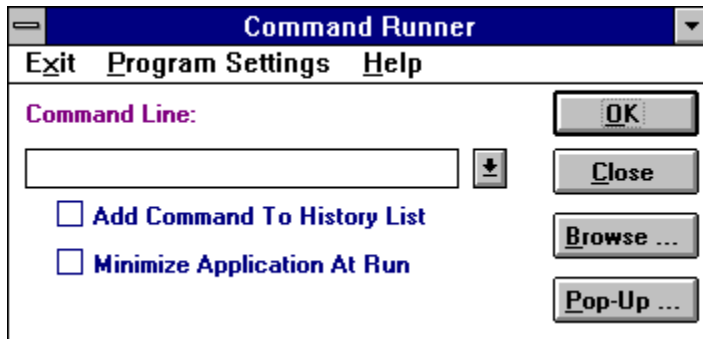 Command Runner
Exit Program Settings Help
Command Line:
OK
Close
Add Command To History List
Browse ...
Minimize Application At Run
Pop-Up ...